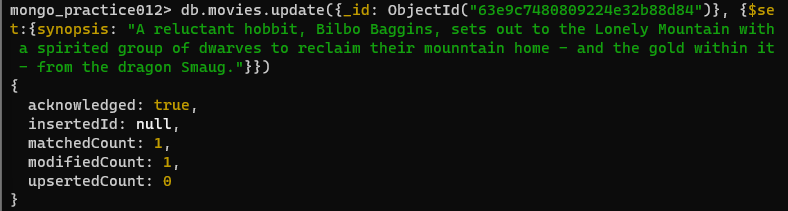 mongo_practice012> db.movies.update({_id: ObjectId("63e9c7480809224e32b88d84")}, {$se
t:{synopsis: "A reluctant hobbit, Bilbo Baggins, sets out to the Lonely Mountain with
a spirited group of dwarves to reclaim their mounntain home - and the gold within it
- from the dragon Smaug."}})
{
acknowledged: true,
insertedId: null,
matchedCount: 1,
modifiedCount: 1,
upsertedCount: 0
}